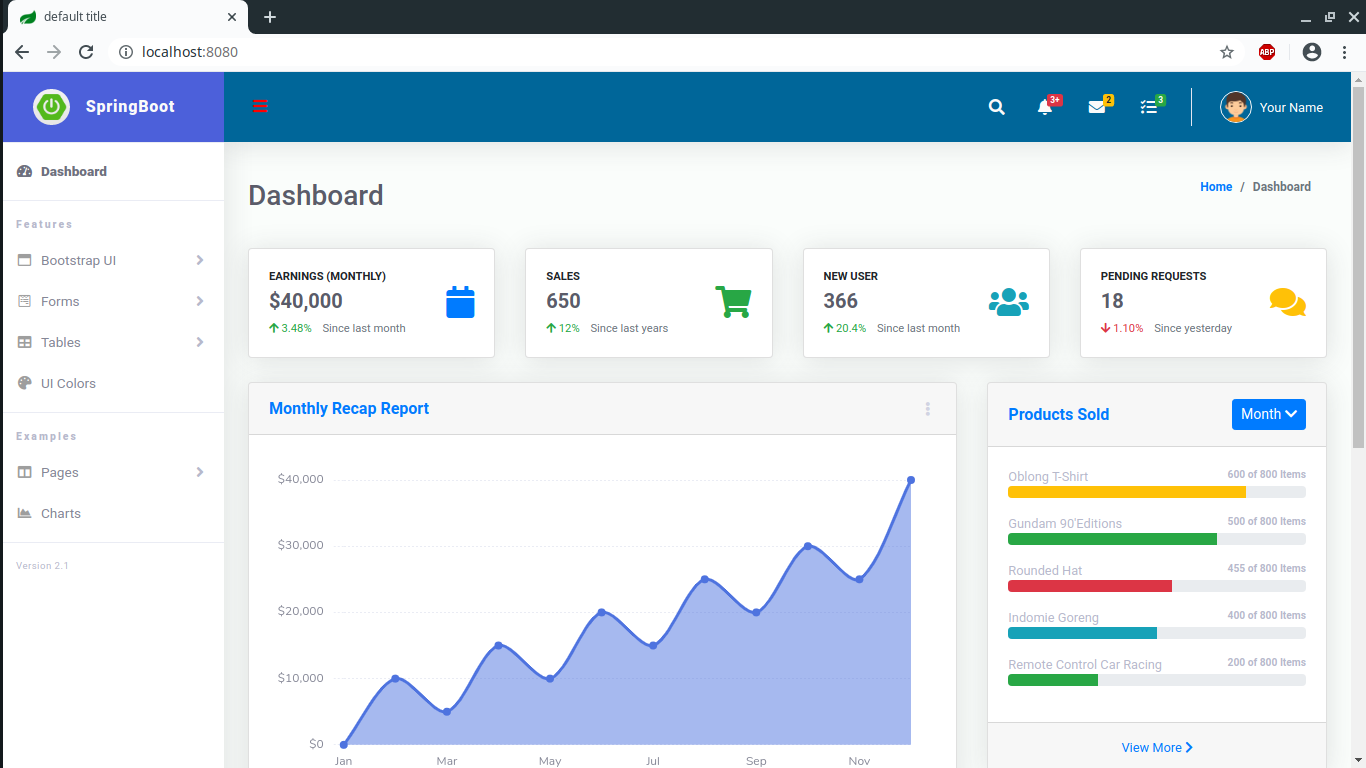 default title
localhost:8080
ABP
SpringBoot
3+
2
3
Your Name
Dashboard
Features
Bootstrap UI
Forms
Tables
UI Colors
Examples
Pages
Charts
Version 2.1
Dashboard
Home / Dashboard
EARNINGS (MONTHLY)
$40,000
3.48% Since last month
SALES
650
12% Since last years
NEW USER
366
20.4% Since last month
PENDING REQUESTS
18
1.10% Since yesterday
Monthly Recap Report
$40,000
$30,000
$20,000
$10,000
$0
Jan Mar May Jul Sep Nov
Products Sold
Month
Oblong T-Shirt 600 of 800 Items
Gundam 90'Editions 500 of 800 Items
Rounded Hat 455 of 800 Items
Indomie Goreng 400 of 800 Items
Remote Control Car Racing 200 of 800 Items
View More